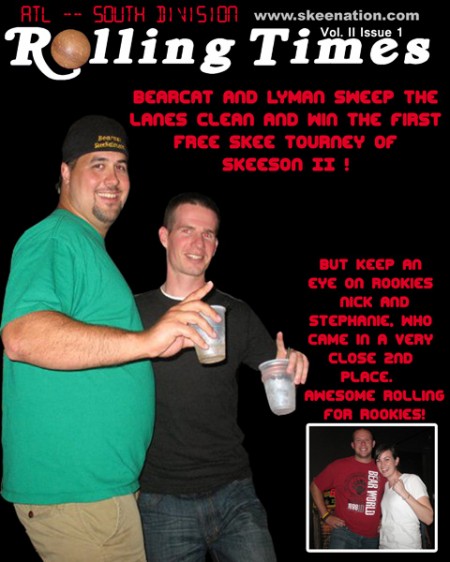 ATL -- SOUTH DIVISION www.skeenation.com
Rolling Times
Vol. II Issue 1
BEARCAT AND LYMAN SWEEP THE
LANES CLEAN AND WIN THE FIRST
FREE SKEE TOURNEY OF
SKEESON II !
BUT KEEP AN
EYE ON ROOKIES
NICK AND
STEPHANIE, WHO
CAME IN A VERY
CLOSE 2ND
PLACE.
AWESOME ROLLING
FOR ROOKIES!
BEAR WORLD